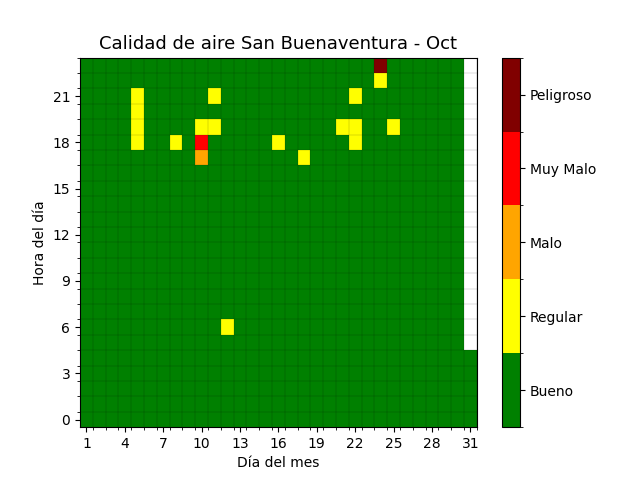 Calidad de aire San Buenaventura - Oct
Hora del día
21
18
15
12
9
6
3
0
1 4 7 10 13 16 19 22 25 28 31
Día del mes
Peligroso
Muy Malo
Malo
Regular
Bueno